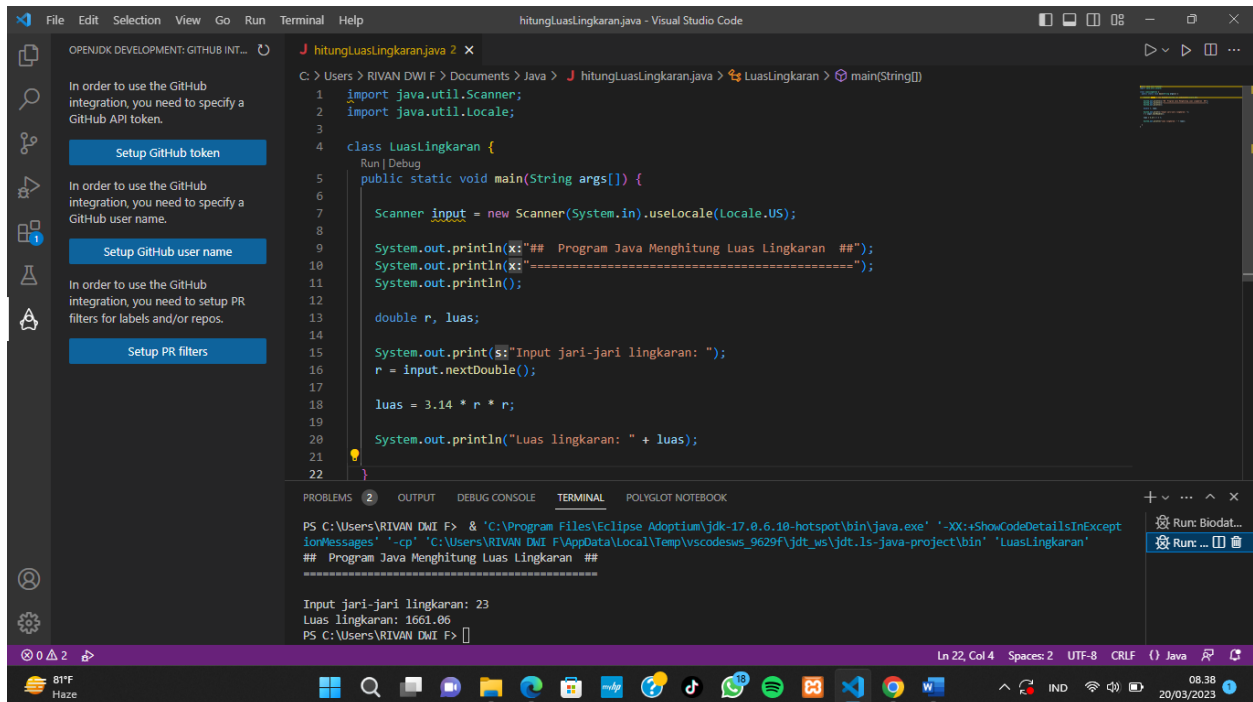 File Edit Selection View Go Run Terminal Help
hitungLuasLingkaran.java - Visual Studio Code
OPENJDK DEVELOPMENT: GITHUB INT...
In order to use the GitHub
integration, you need to specify a
GitHub API token.
Setup GitHub token
In order to use the GitHub
integration, you need to specify a
GitHub user name.
Setup GitHub user name
In order to use the GitHub
integration, you need to setup PR
filters for labels and/or repos.
Setup PR filters
1
J hitungLuasLingkaran.java 2
C: > Users > RIVAN DWI F > Documents > Java > J hitungLuasLingkaran.java > LuasLingkaran > main(String[])
1 import java.util.Scanner;
2 import java.util.Locale;
3
4 class LuasLingkaran {
Run | Debug
5 public static void main(String args[]) {
6
7 Scanner input = new Scanner(System.in).useLocale(Locale.US);
8
9 System.out.println(x:"##  Program Java Menghitung Luas Lingkaran  ##");
10 System.out.println(x:"==============================================");
11 System.out.println();
12
13 double r, luas;
14
15 System.out.print(s:"Input jari-jari lingkaran: ");
16 r = input.nextDouble();
17
18 luas = 3.14 * r * r;
19
20 System.out.println("Luas lingkaran: " + luas);
21
22 }
PROBLEMS 2 OUTPUT DEBUG CONSOLE TERMINAL POLYGLOT NOTEBOOK
PS C:\Users\RIVAN DWI F>  & 'C:\Program Files\Eclipse Adoptium\jdk-17.0.6.10-hotspot\bin\java.exe' '-XX:+ShowCodeDetailsInExcept
ionMessages' '-cp' 'C:\Users\RIVAN DWI F\AppData\Local\Temp\vscodesws_9629f\jdt_ws\jdt.ls-java-project\bin' 'LuasLingkaran'
##  Program Java Menghitung Luas Lingkaran  ##
==============================================
Input jari-jari lingkaran: 23
Luas lingkaran: 1661.06
PS C:\Users\RIVAN DWI F>
Run: Biodat...
Run: ...
0 2
Ln 22, Col 4 Spaces: 2 UTF-8 CRLF {} Java
81°F
Haze
myhp
18
IND
08.38
20/03/2023
1